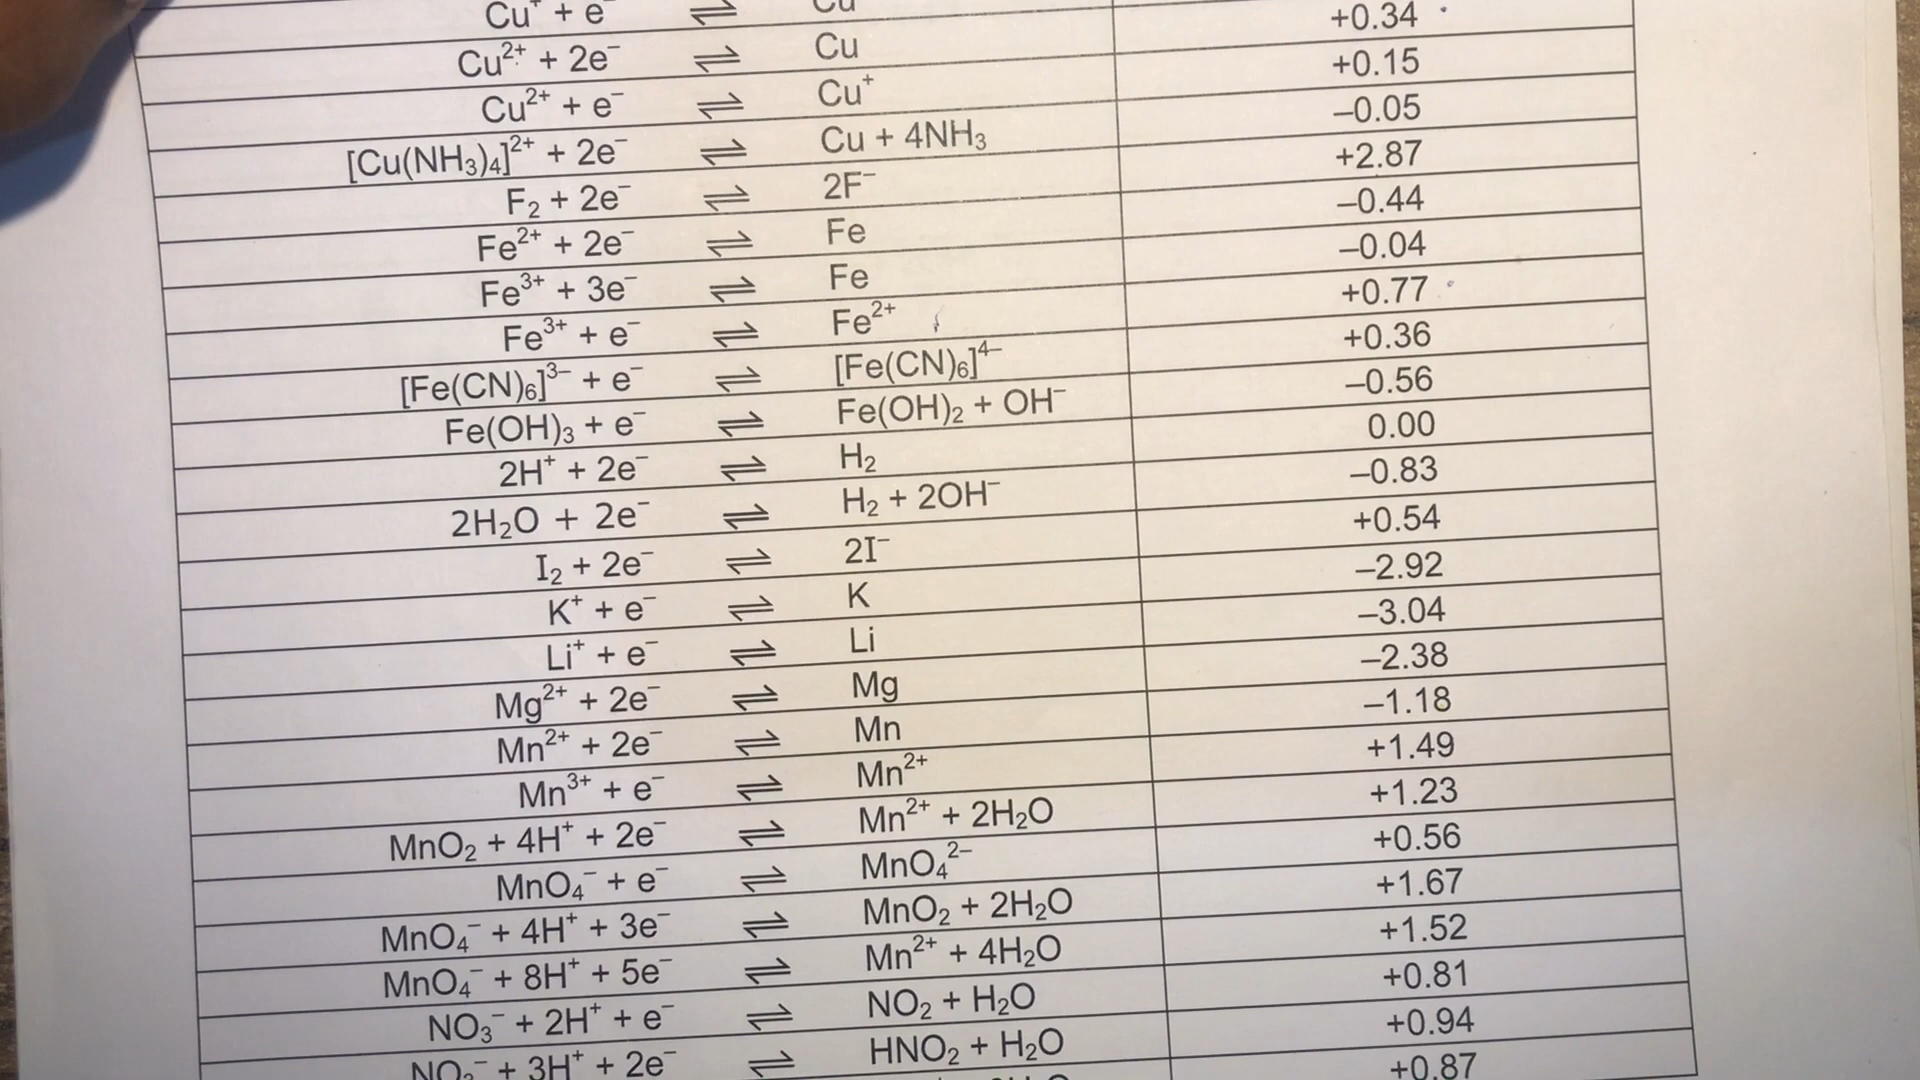 Cu⁺ + e⁻ ⇌ Cu
Cu²⁺ + 2e⁻ ⇌ Cu +0.34
Cu²⁺ + e⁻ ⇌ Cu⁺ +0.15
[Cu(NH₃)₄]²⁺ + 2e⁻ ⇌ Cu + 4NH₃ –0.05
F₂ + 2e⁻ ⇌ 2F⁻ +2.87
Fe²⁺ + 2e⁻ ⇌ Fe –0.44
Fe³⁺ + 3e⁻ ⇌ Fe –0.04
Fe³⁺ + e⁻ ⇌ Fe²⁺ +0.77
[Fe(CN)₆]³⁻ + e⁻ ⇌ [Fe(CN)₆]⁴⁻ +0.36
Fe(OH)₃ + e⁻ ⇌ Fe(OH)₂ + OH⁻ –0.56
2H⁺ + 2e⁻ ⇌ H₂ 0.00
2H₂O + 2e⁻ ⇌ H₂ + 2OH⁻ –0.83
I₂ + 2e⁻ ⇌ 2I⁻ +0.54
K⁺ + e⁻ ⇌ K –2.92
Li⁺ + e⁻ ⇌ Li –3.04
Mg²⁺ + 2e⁻ ⇌ Mg –2.38
Mn²⁺ + 2e⁻ ⇌ Mn –1.18
Mn³⁺ + e⁻ ⇌ Mn²⁺ +1.49
MnO₂ + 4H⁺ + 2e⁻ ⇌ Mn²⁺ + 2H₂O +1.23
MnO₄⁻ + e⁻ ⇌ MnO₄²⁻ +0.56
MnO₄⁻ + 4H⁺ + 3e⁻ ⇌ MnO₂ + 2H₂O +1.67
MnO₄⁻ + 8H⁺ + 5e⁻ ⇌ Mn²⁺ + 4H₂O +1.52
NO₃⁻ + 2H⁺ + e⁻ ⇌ NO₂ + H₂O +0.81
NO₃⁻ + 3H⁺ + 2e⁻ ⇌ HNO₂ + H₂O +0.94
+0.87